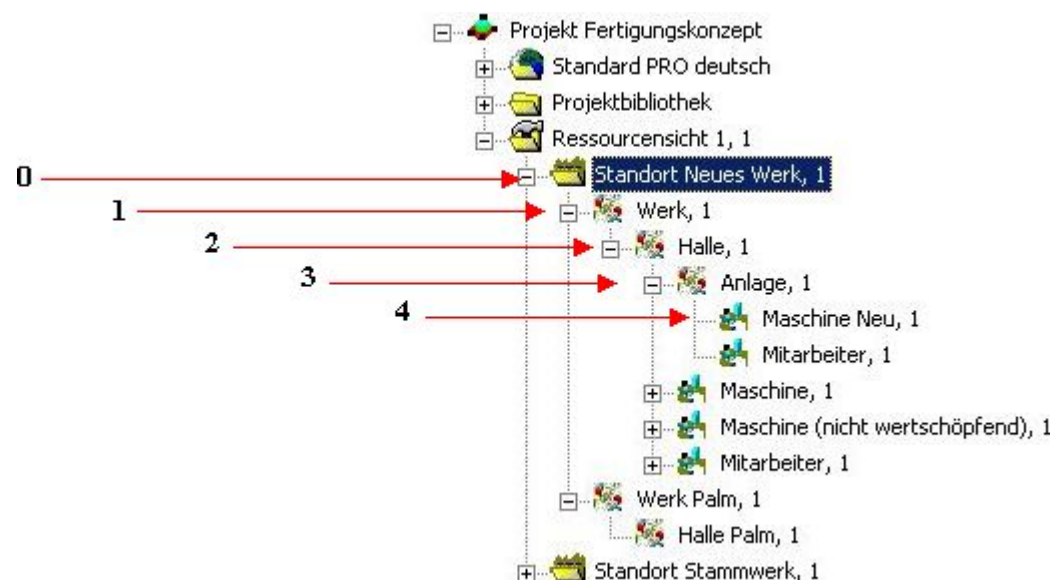 Projekt Fertigungskonzept
Standard PRO deutsch
Projektbibliothek
Ressourcensicht 1, 1
0 Standort Neues Werk, 1
1 Werk, 1
2 Halle, 1
3 Anlage, 1
4 Maschine Neu, 1
Mitarbeiter, 1
Maschine, 1
Maschine (nicht wertschöpfend), 1
Mitarbeiter, 1
Werk Palm, 1
Halle Palm, 1
Standort Stammwerk, 1